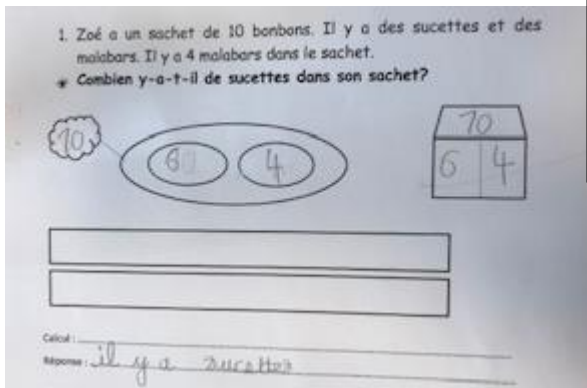 1. Zoé a un sachet de 10 bonbons. Il y a des sucettes et des
malabars. Il y a 4 malabars dans le sachet.
* Combien y-a-t-il de sucettes dans son sachet?
10
6 4
10
6 4
Calcul :
Réponse : il y a sucettes